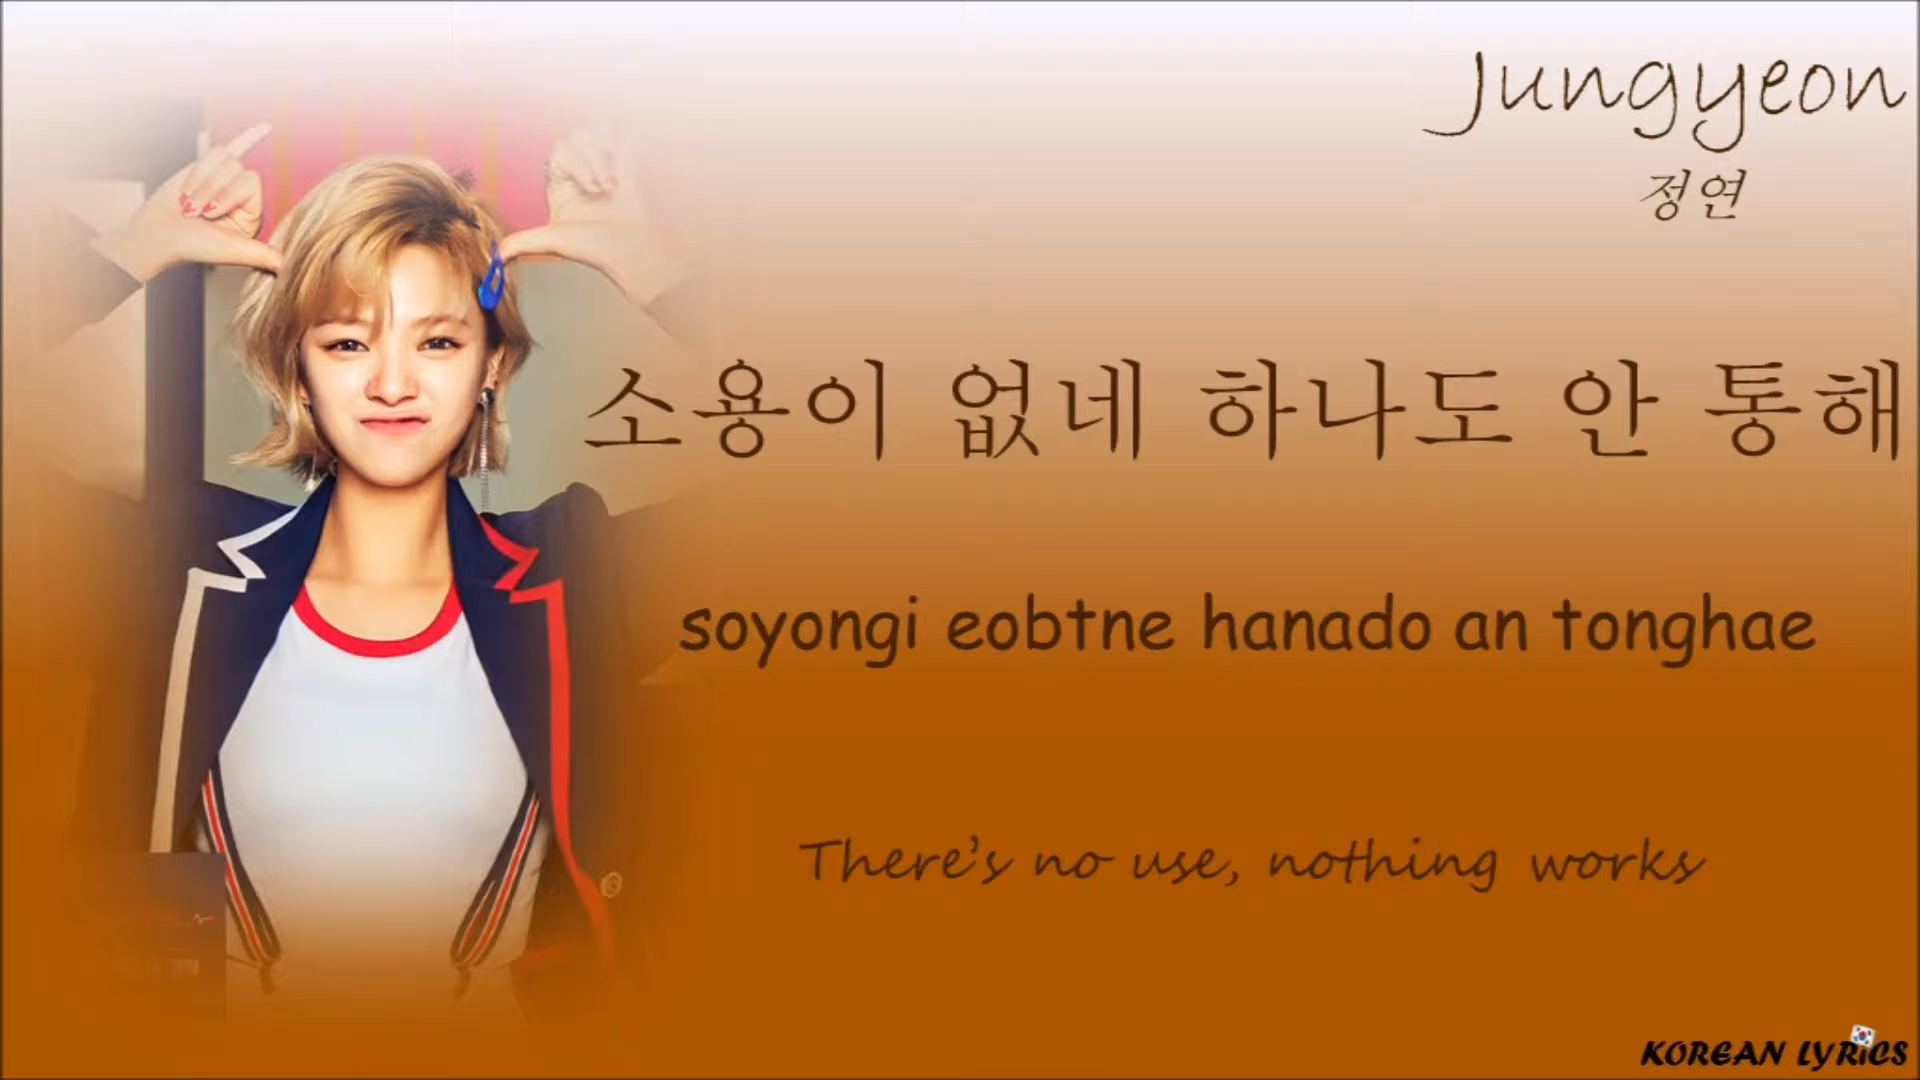 Jungyeon
정연
소용이 없네 하나도 안 통해
soyongi eobtne hanado an tonghae
There's no use, nothing works
KOREAN LYRICS